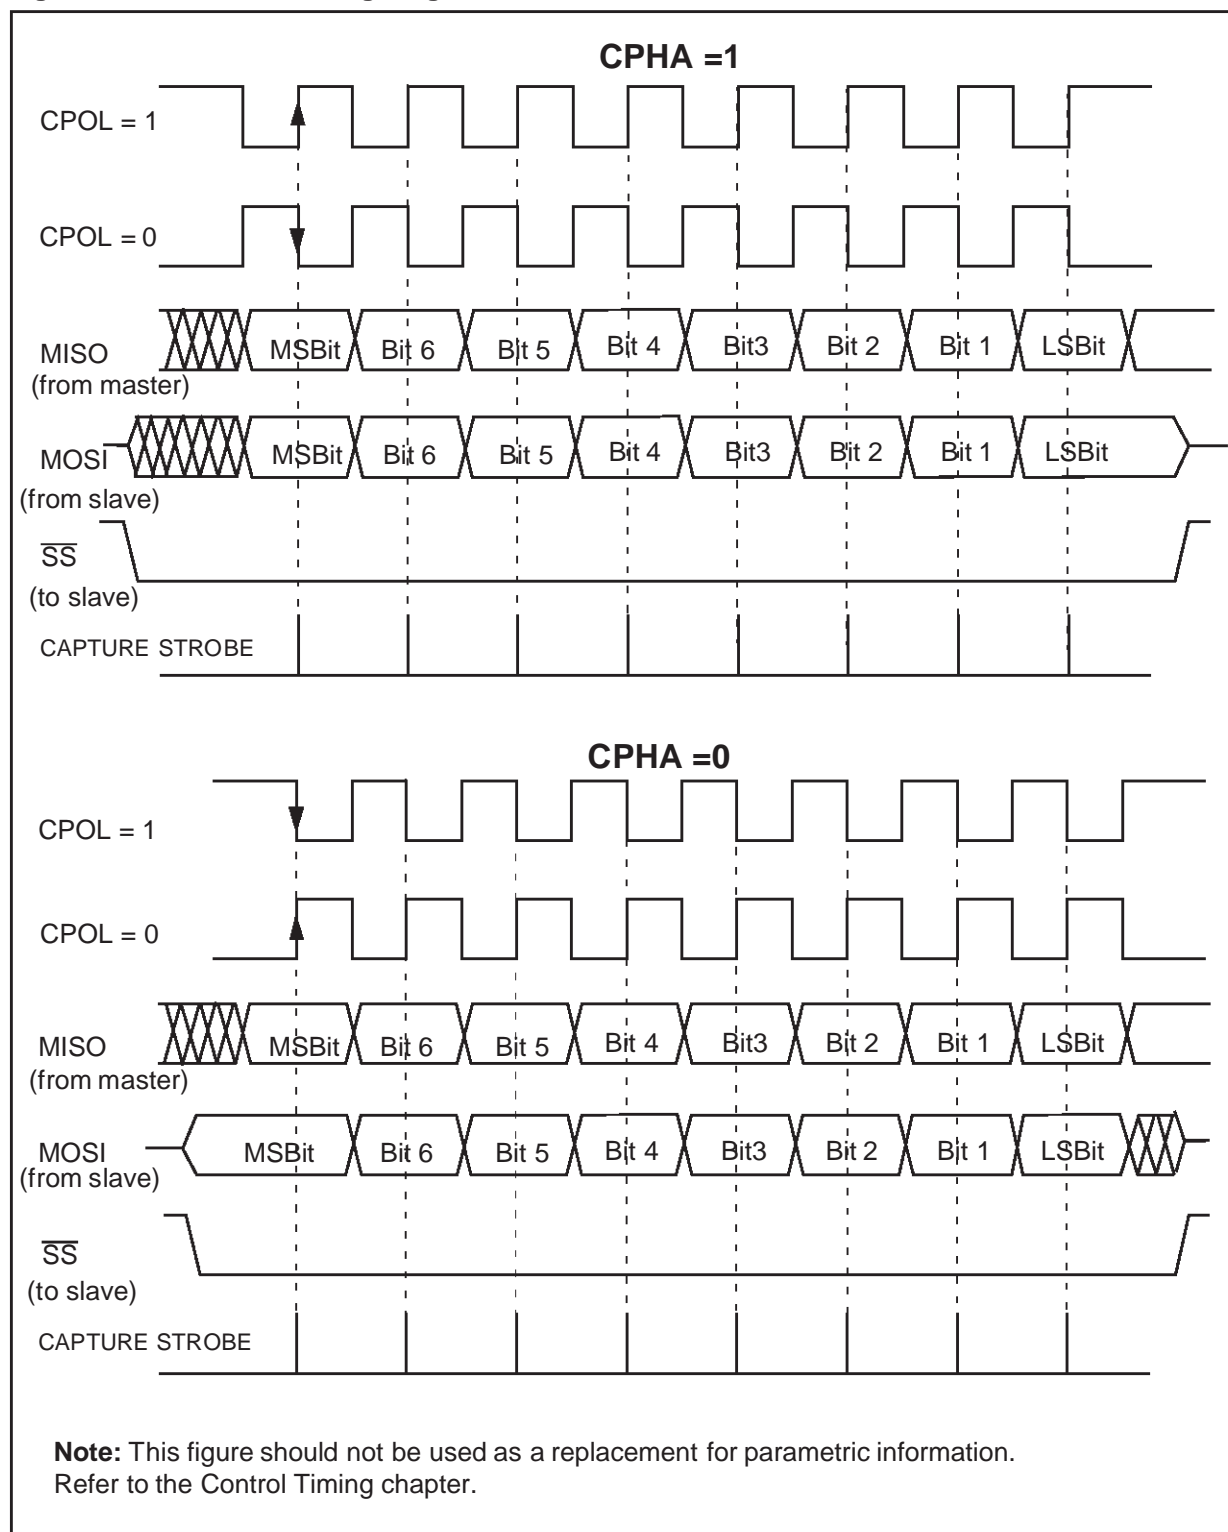 CPHA =1
CPOL = 1
CPOL = 0
MISO
(from master)
MSBit Bit 6 Bit 5 Bit 4 Bit3 Bit 2 Bit 1 LSBit
MOSI
(from slave)
MSBit Bit 6 Bit 5 Bit 4 Bit3 Bit 2 Bit 1 LSBit
SS
(to slave)
CAPTURE STROBE
CPHA =0
CPOL = 1
CPOL = 0
MISO
(from master)
MSBit Bit 6 Bit 5 Bit 4 Bit3 Bit 2 Bit 1 LSBit
MOSI
(from slave)
MSBit Bit 6 Bit 5 Bit 4 Bit3 Bit 2 Bit 1 LSBit
SS
(to slave)
CAPTURE STROBE
Note: This figure should not be used as a replacement for parametric information.
Refer to the Control Timing chapter.